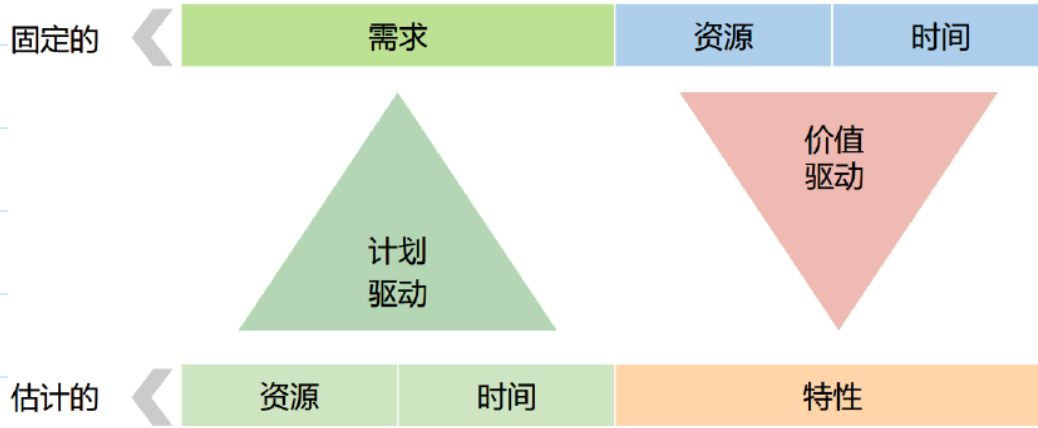 固定的
需求
资源
时间
价值
驱动
计划
驱动
估计的
资源
时间
特性